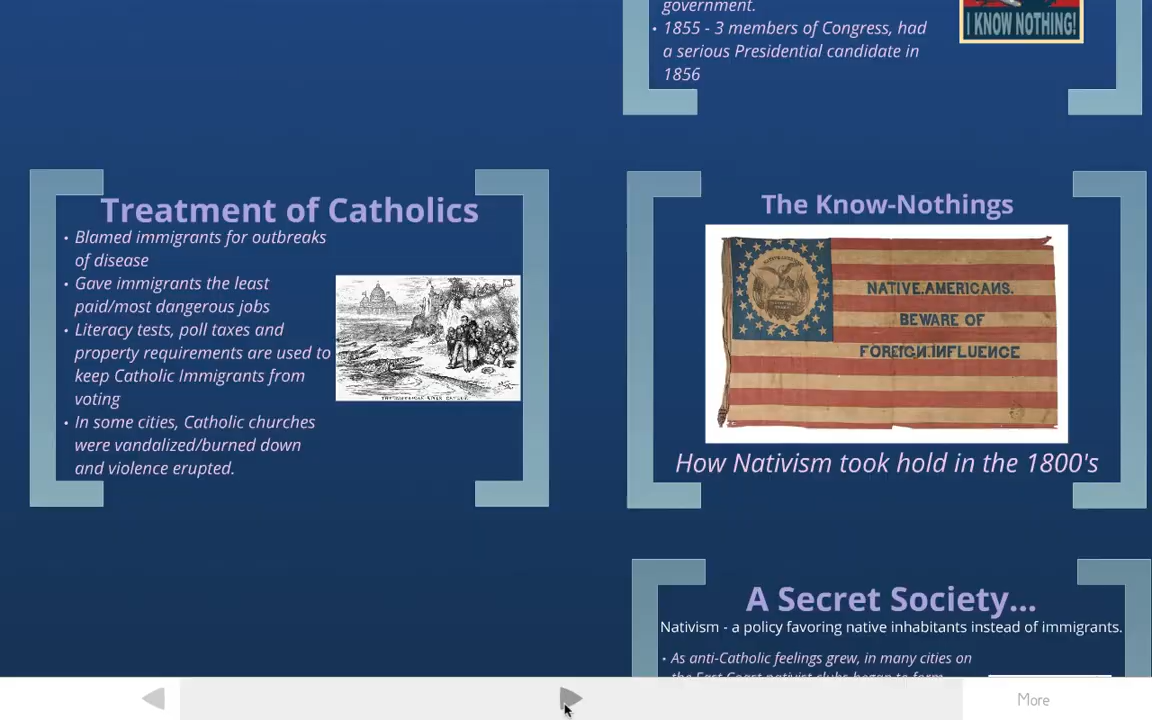 government.
• 1855 - 3 members of Congress, had
a serious Presidential candidate in
1856
I KNOW NOTHING!
Treatment of Catholics
• Blamed immigrants for outbreaks
of disease
• Gave immigrants the least
paid/most dangerous jobs
• Literacy tests, poll taxes and
property requirements are used to
keep Catholic Immigrants from
voting
• In some cities, Catholic churches
were vandalized/burned down
and violence erupted.
The Know-Nothings
NATIVE.AMERICANS.
BEWARE OF
FOREIGN.INFLUENCE
How Nativism took hold in the 1800's
A Secret Society...
Nativism - a policy favoring native inhabitants instead of immigrants.
• As anti-Catholic feelings grew, in many cities on
the East Coast nativist clubs began to form
More